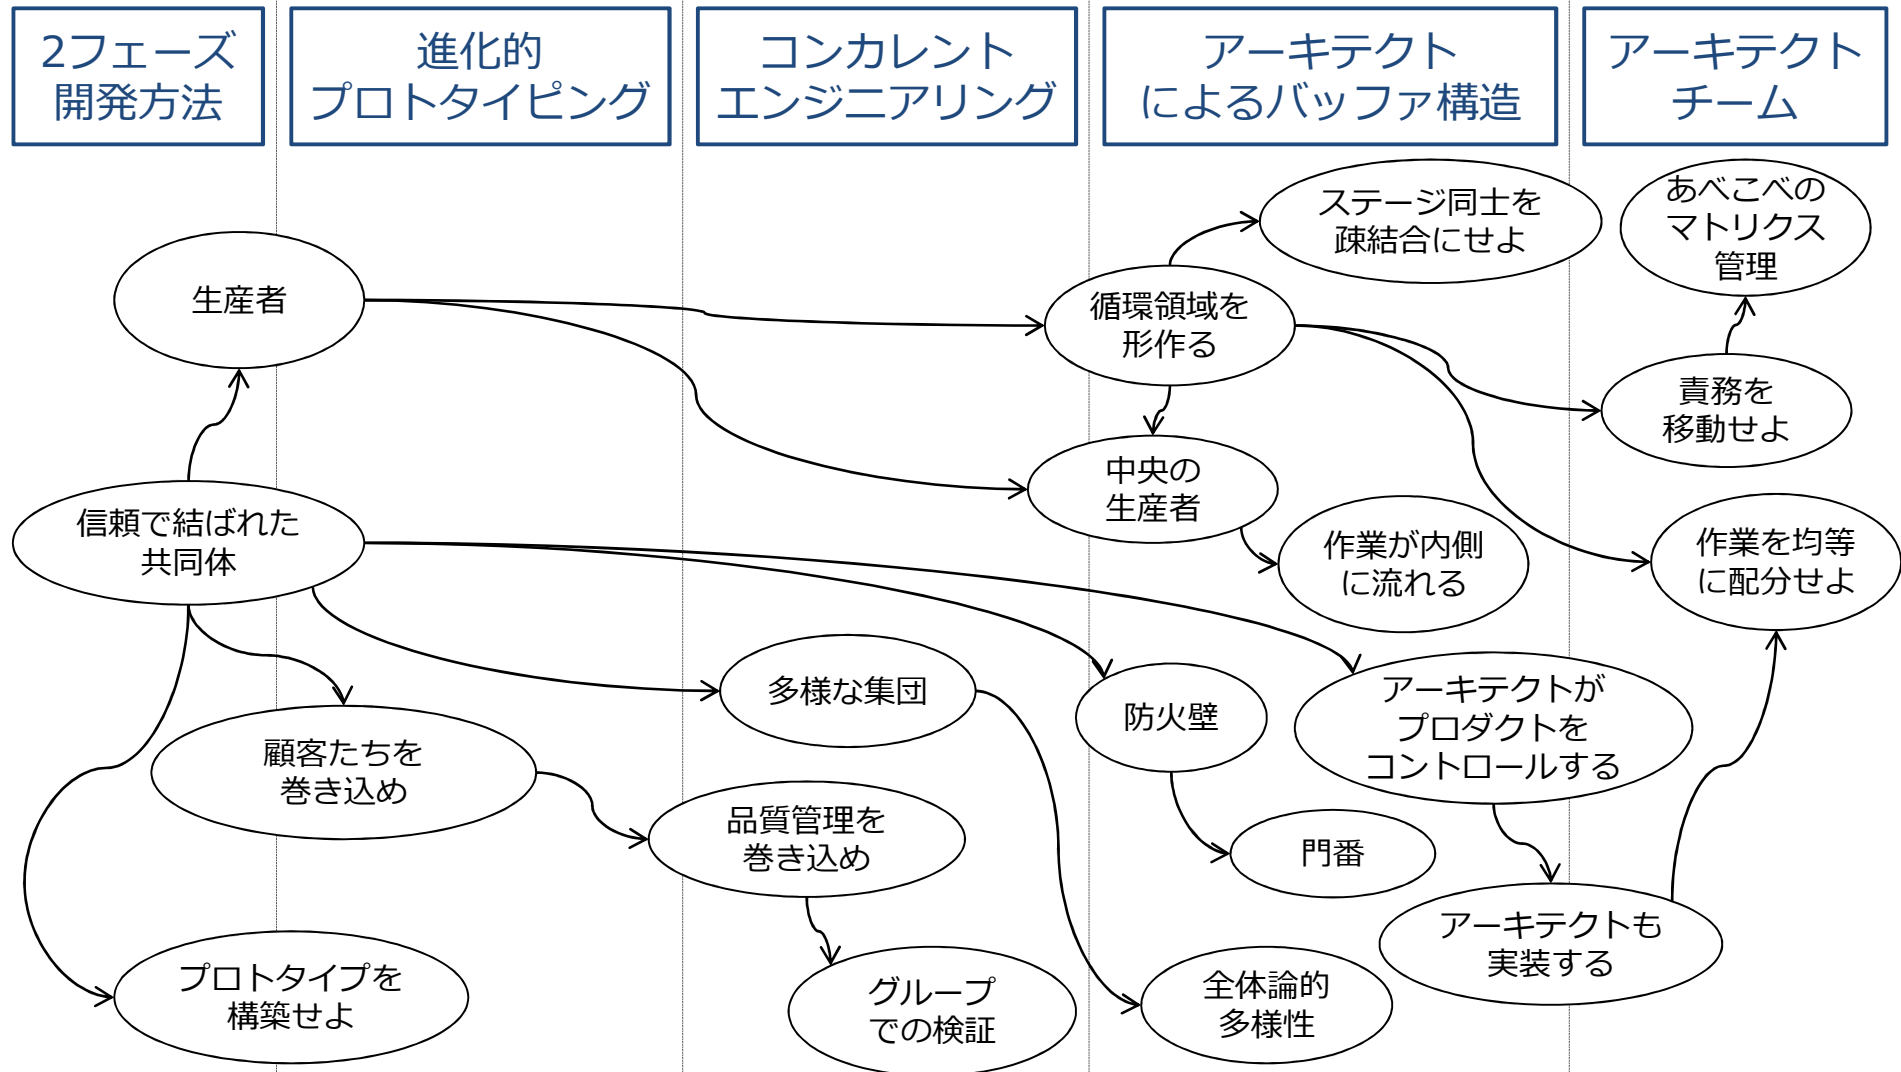 2フェーズ
開発方法
進化的
プロトタイピング
コンカレント
エンジニアリング
アーキテクト
によるバッファ構造
アーキテクト
チーム
ステージ同士を
疎結合にせよ
あべこべの
マトリクス
管理
生産者
循環領域を
形作る
責務を
移動せよ
中央の
生産者
信頼で結ばれた
共同体
作業が内側
に流れる
作業を均等
に配分せよ
多様な集団
防火壁
アーキテクトが
プロダクトを
コントロールする
顧客たちを
巻き込め
品質管理を
巻き込め
門番
アーキテクトも
実装する
プロトタイプを
構築せよ
グループ
での検証
全体論的
多様性